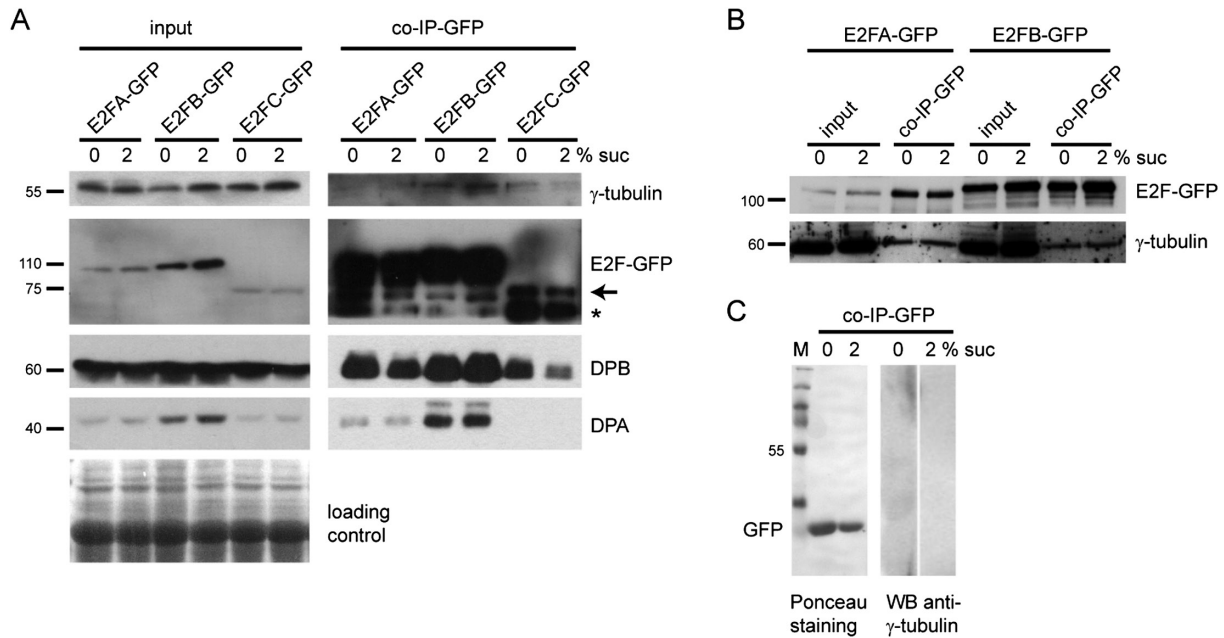 A
input
co-IP-GFP
E2FA-GFP E2FB-GFP E2FC-GFP E2FA-GFP E2FB-GFP E2FC-GFP
0 2 0 2 0 2 0 2 0 2 0 2 % suc
55 γ-tubulin
110 E2F-GFP
75
*
60 DPB
40 DPA
loading
control
B
E2FA-GFP E2FB-GFP
input co-IP-GFP input co-IP-GFP
0 2 0 2 0 2 0 2 % suc
100 E2F-GFP
60 γ-tubulin
C
co-IP-GFP
M 0 2 0 2 % suc
55
GFP
Ponceau
staining
WB anti-
γ-tubulin